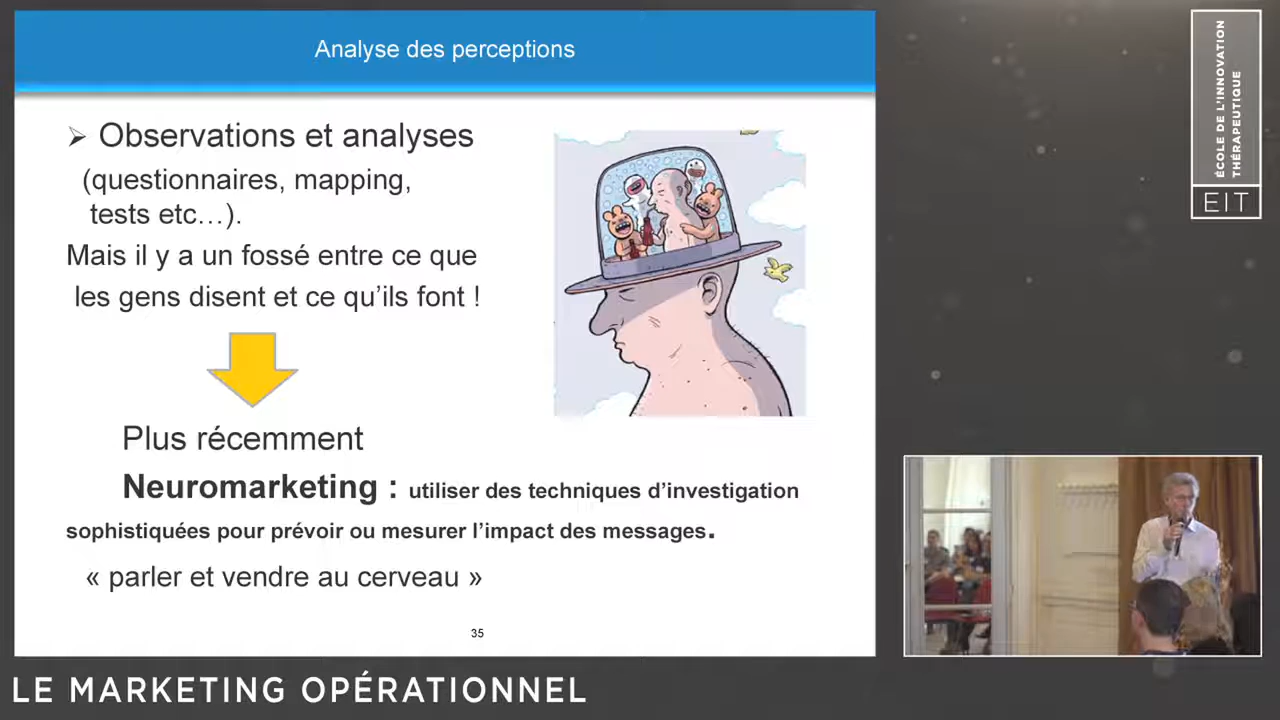 Analyse des perceptions
➢ Observations et analyses
(questionnaires, mapping,
tests etc…).
Mais il y a un fossé entre ce que
les gens disent et ce qu’ils font !
Plus récemment
Neuromarketing : utiliser des techniques d’investigation
sophistiquées pour prévoir ou mesurer l’impact des messages.
« parler et vendre au cerveau »
35
ÉCOLE DE L'INNOVATION
THÉRAPEUTIQUE
EIT
LE MARKETING OPÉRATIONNEL